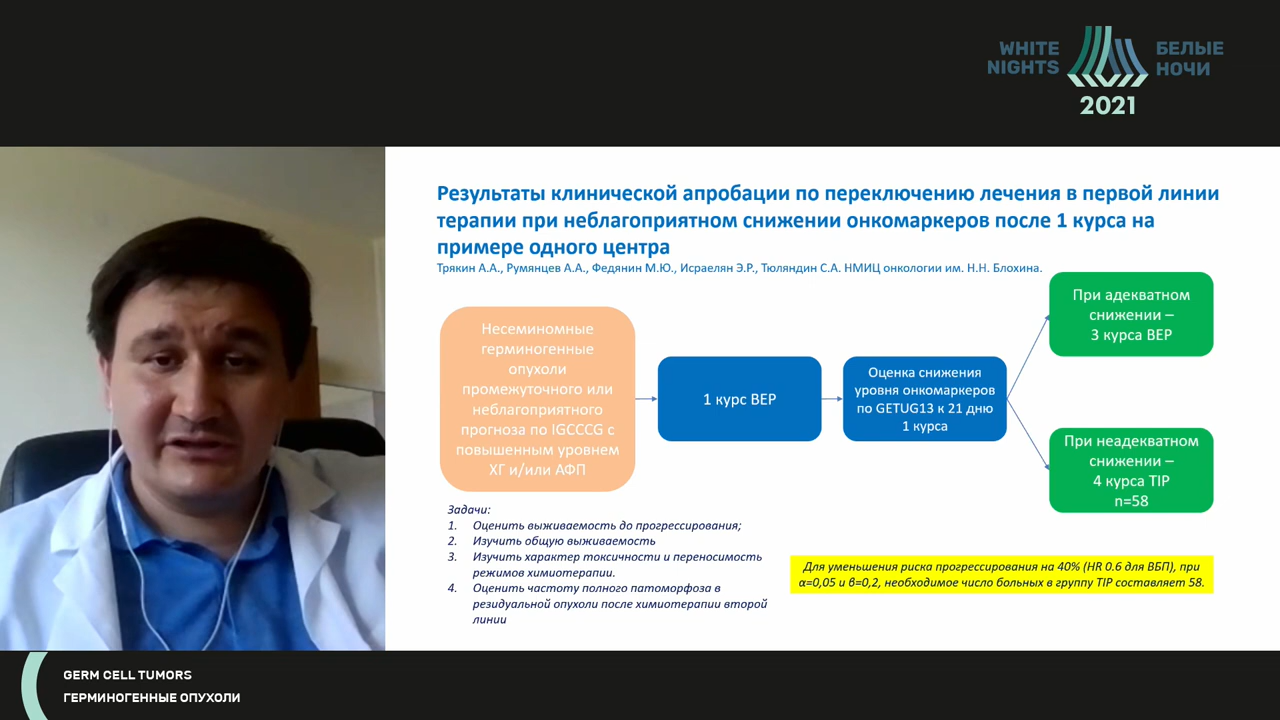 WHITE
NIGHTS
БЕЛЫЕ
НОЧИ
2021
Результаты клинической апробации по переключению лечения в первой линии
терапии при неблагоприятном снижении онкомаркеров после 1 курса на
примере одного центра
Трякин А.А., Румянцев А.А., Федянин М.Ю., Исраелян Э.Р., Тюляндин С.А. НМИЦ онкологии им. Н.Н. Блохина.
Несеминомные
герминогенные
опухоли
промежуточного или
неблагоприятного
прогноза по IGCCCG с
повышенным уровнем
ХГ и/или АФП
1 курс BEP
Оценка снижения
уровня онкомаркеров
по GETUG13 к 21 дню
1 курса
При адекватном
снижении –
3 курса BEP
При неадекватном
снижении –
4 курса TIP
n=58
Задачи:
1. Оценить выживаемость до прогрессирования;
2. Изучить общую выживаемость
3. Изучить характер токсичности и переносимость
режимов химиотерапии.
4. Оценить частоту полного патоморфоза в
резидуальной опухоли после химиотерапии второй
линии
Для уменьшения риска прогрессирования на 40% (HR 0.6 для ВБП), при
α=0,05 и β=0,2, необходимое число больных в группу TIP составляет 58.
GERM CELL TUMORS
ГЕРМИНОГЕННЫЕ ОПУХОЛИ